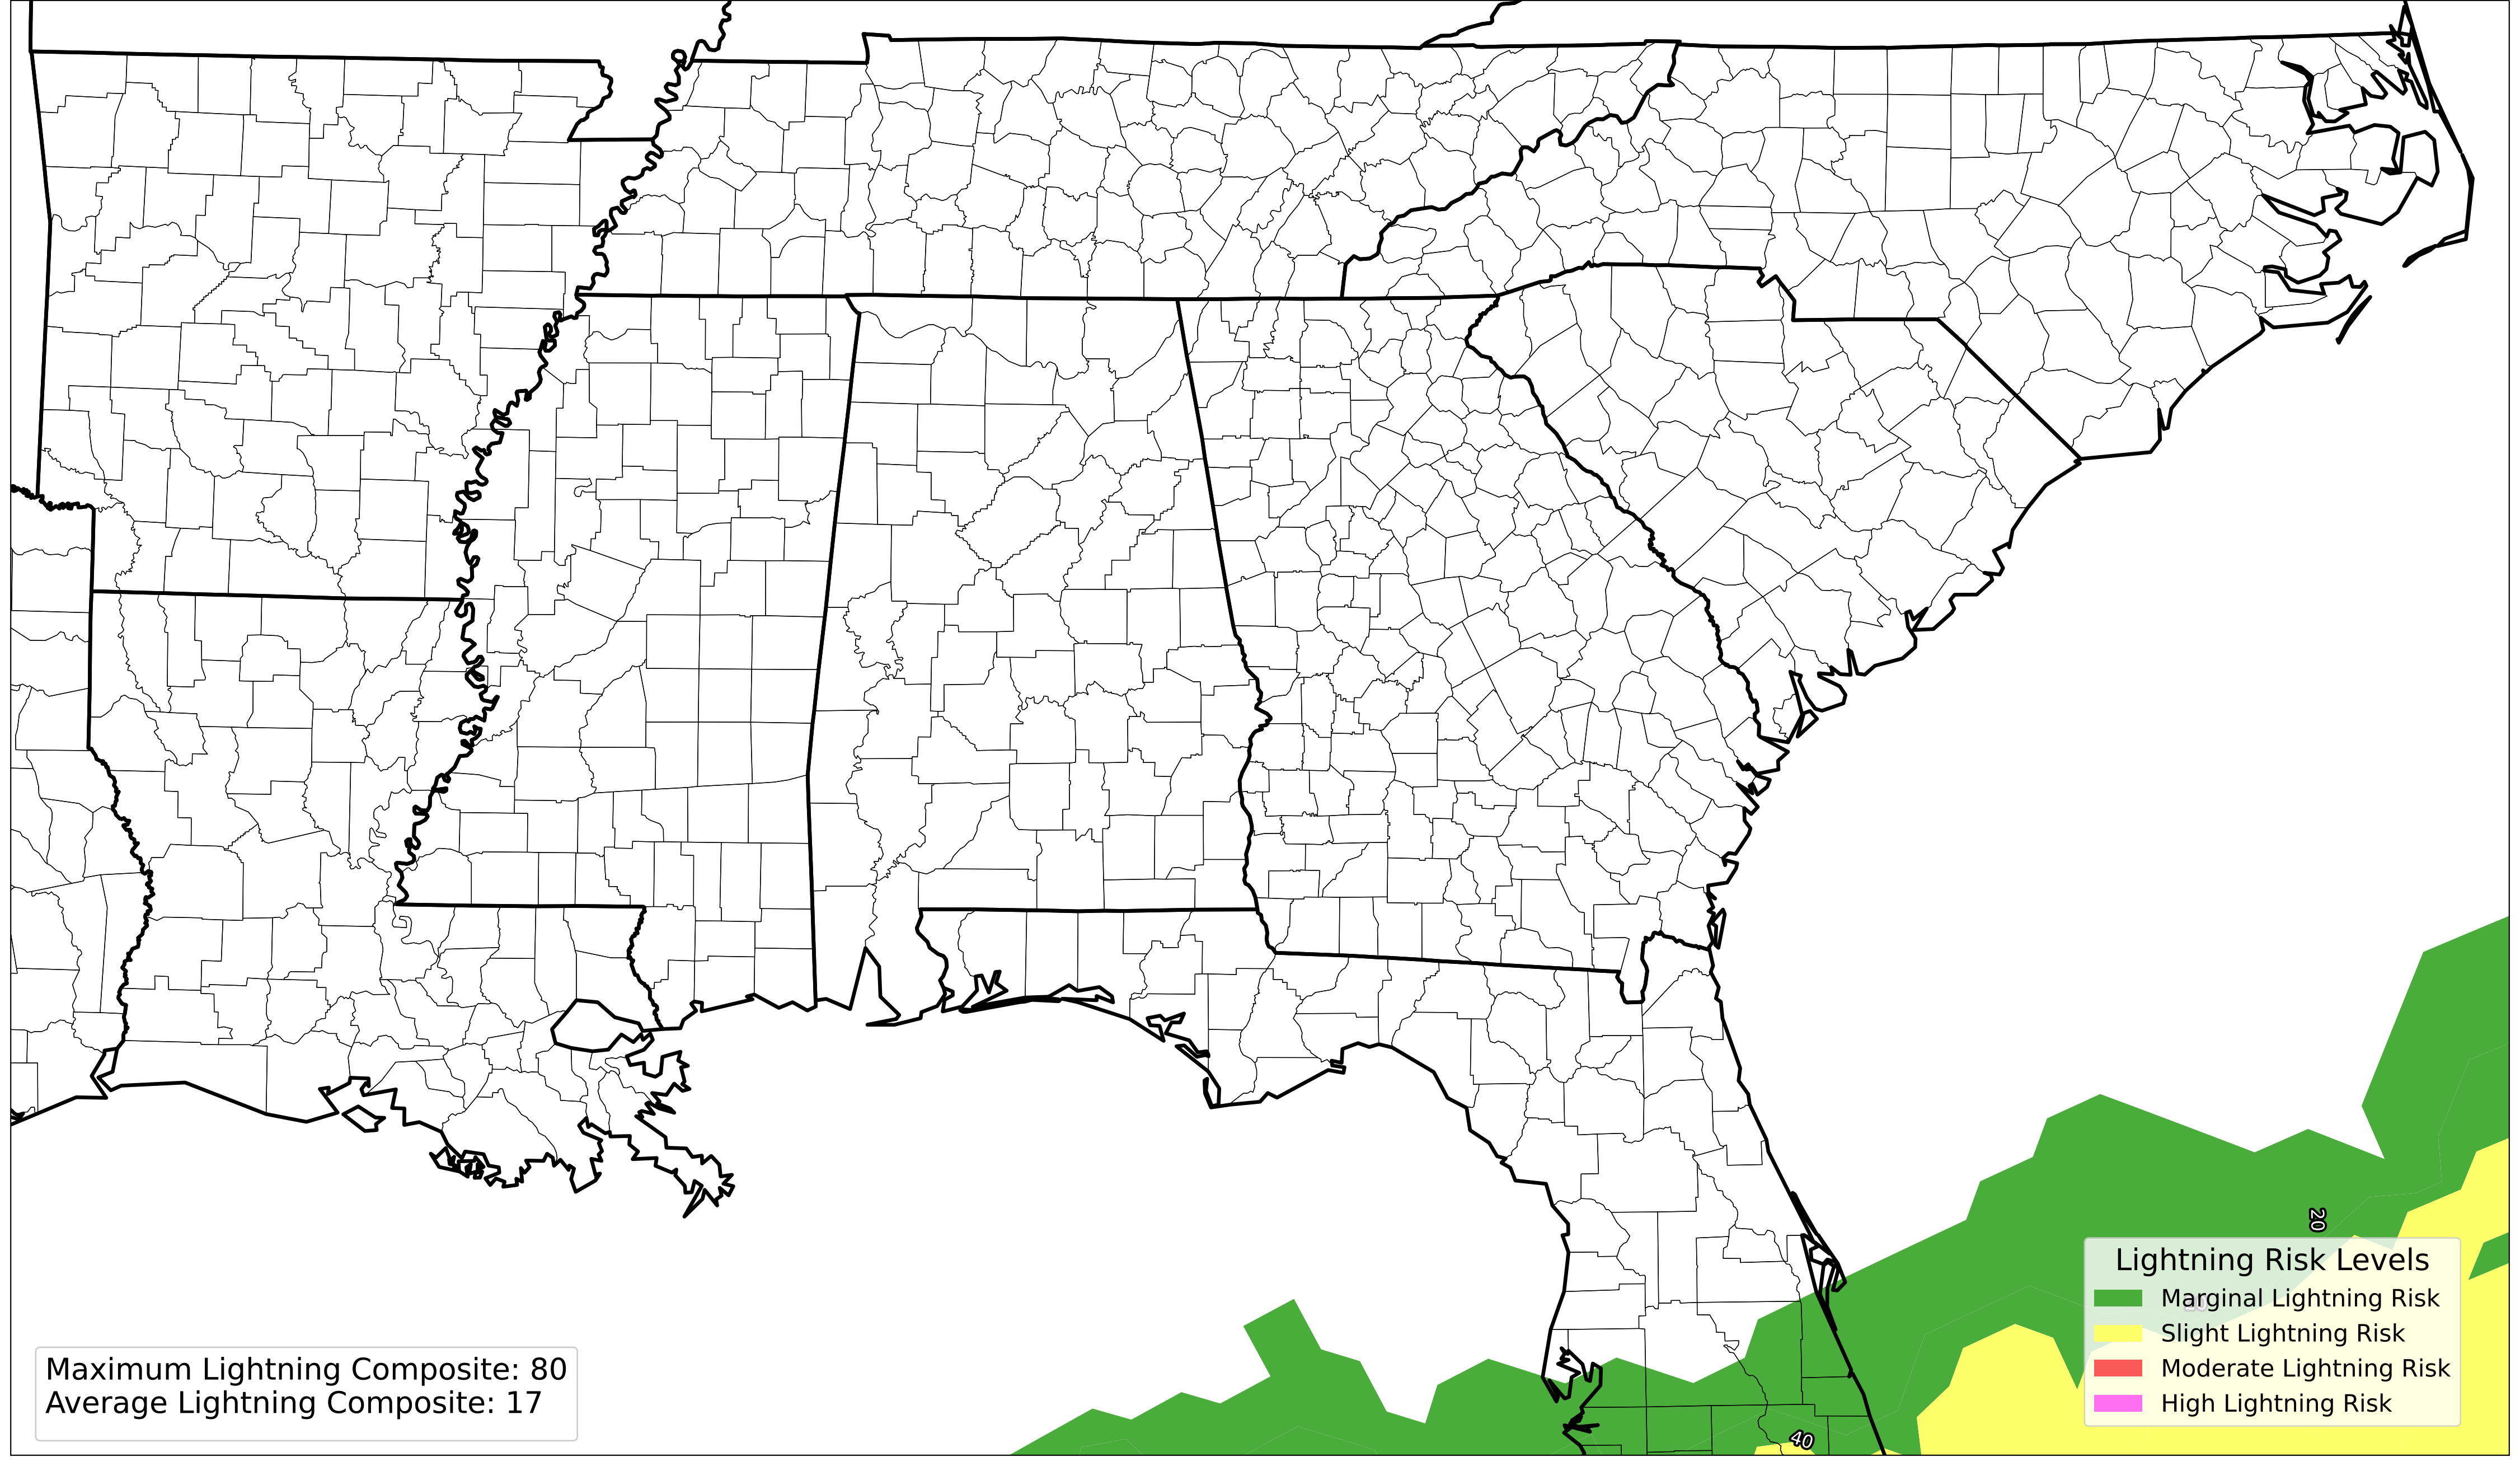 20
Lightning Risk Levels
Marginal Lightning Risk
Slight Lightning Risk
Moderate Lightning Risk
High Lightning Risk
Maximum Lightning Composite: 80
Average Lightning Composite: 17
40